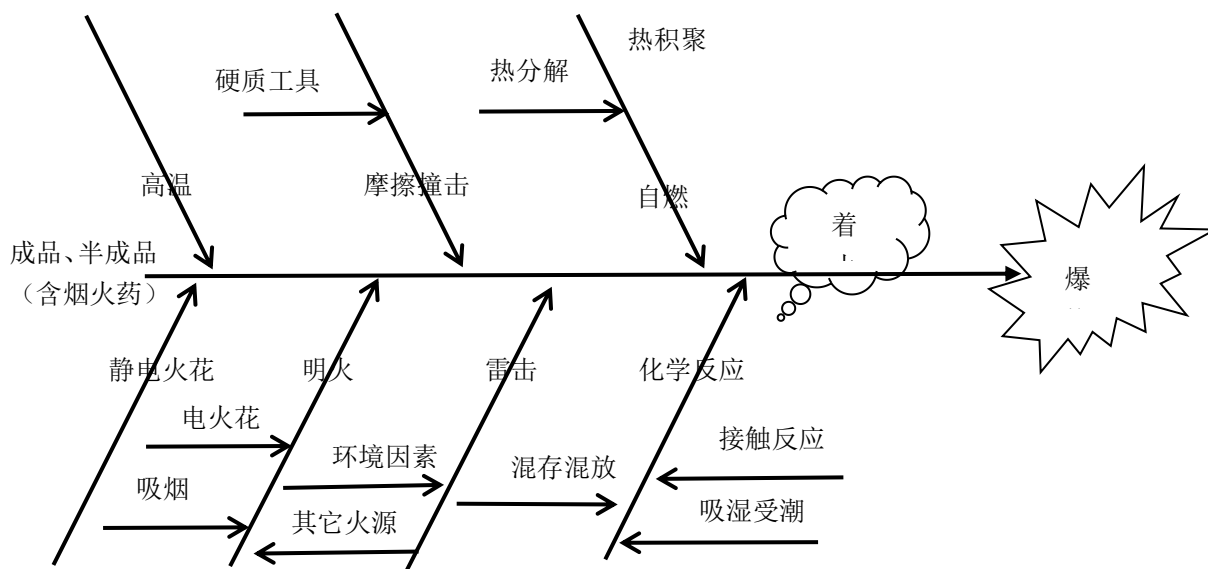 热积聚
热分解
硬质工具
高温
摩擦撞击
自燃
着
成品、半成品
（含烟火药）
爆
静电火花
明火
雷击
化学反应
电火花
接触反应
环境因素
混存混放
吸烟
吸湿受潮
其它火源